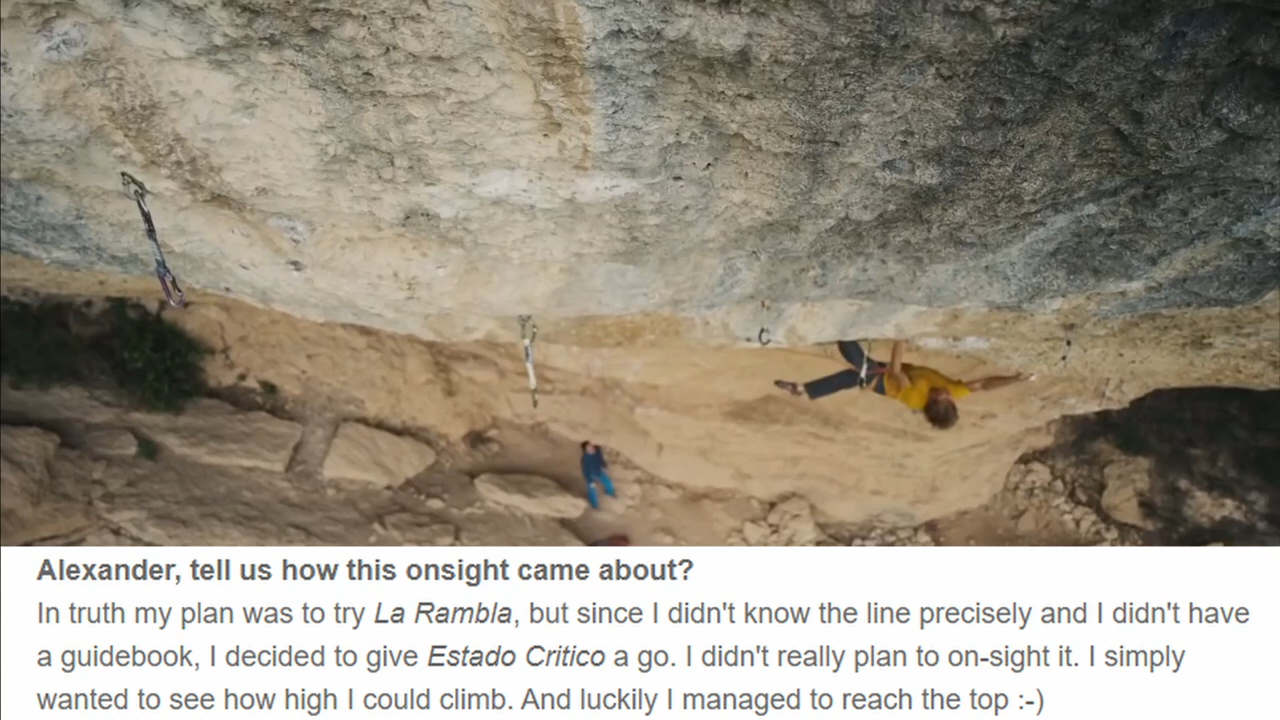 Alexander, tell us how this onsight came about?
In truth my plan was to try La Rambla, but since I didn't know the line precisely and I didn't have
a guidebook, I decided to give Estado Critico a go. I didn't really plan to on-sight it. I simply
wanted to see how high I could climb. And luckily I managed to reach the top :-)